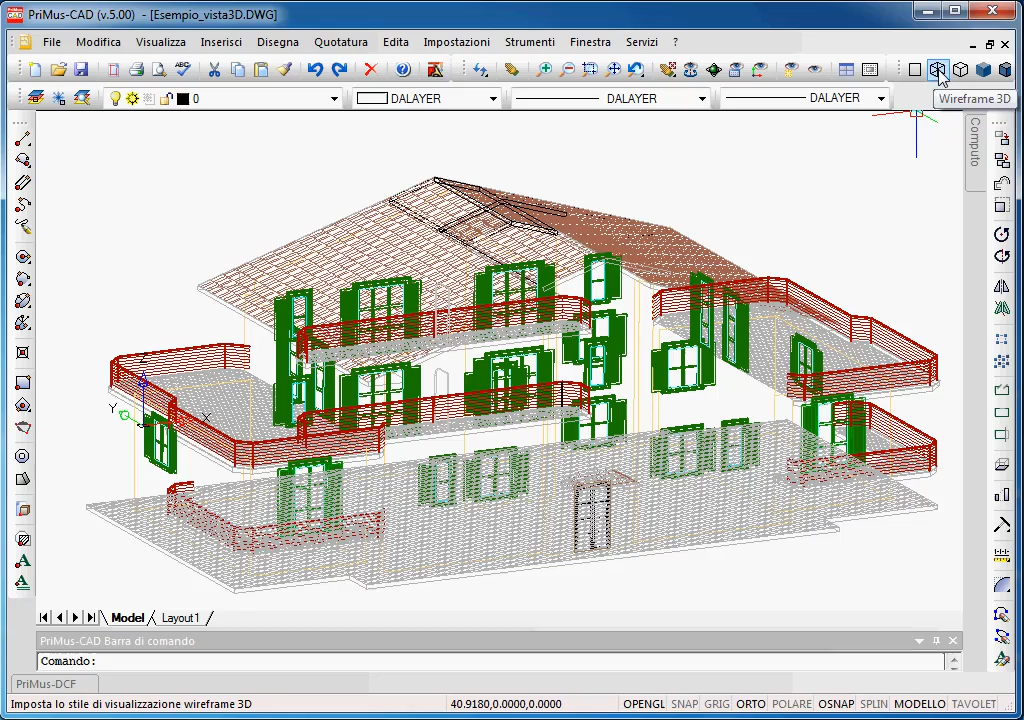 PriMus-CAD (v.5.00) - [Esempio_vista3D.DWG]
File Modifica Visualizza Inserisci Disegna Quotatura Edita Impostazioni Strumenti Finestra Servizi ?
0 DALAYER DALAYER DALAYER
Wireframe 3D
Computo
Z
Y X
Model Layout1
PriMus-CAD Barra di comando
Comando:
PriMus-DCF
Imposta lo stile di visualizzazione wireframe 3D 40.9180,0.0000,0.0000 OPENGL SNAP GRIG ORTO POLARE OSNAP SPLIN MODELLO TAVOLET